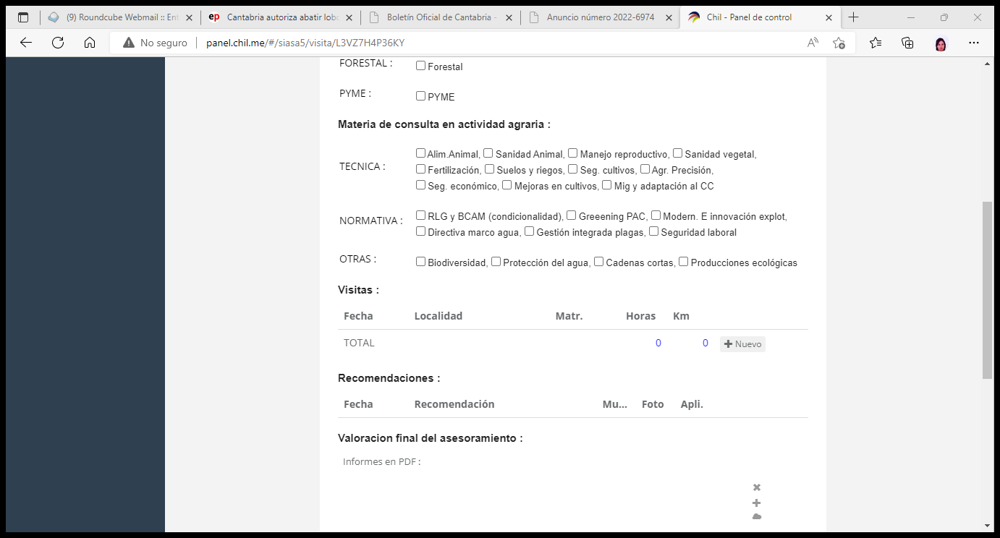 (9) Roundcube Webmail :: Ent
ep Cantabria autoriza abatir lobo
Boletín Oficial de Cantabria -
Anuncio número 2022-6974
Chil - Panel de control
No seguro panel.chil.me/#/siasa5/visita/L3VZ7H4P36KY
FORESTAL : Forestal
PYME : PYME
Materia de consulta en actividad agraria :
TECNICA :
Alim.Animal, Sanidad Animal, Manejo reproductivo, Sanidad vegetal,
Fertilización, Suelos y riegos, Seg. cultivos, Agr. Precisión,
Seg. económico, Mejoras en cultivos, Mig y adaptación al CC
NORMATIVA :
RLG y BCAM (condicionalidad), Greeening PAC, Modern. E innovación explot,
Directiva marco agua, Gestión integrada plagas, Seguridad laboral
OTRAS : Biodiversidad, Protección del agua, Cadenas cortas, Producciones ecológicas
Visitas :
Fecha Localidad Matr. Horas Km
TOTAL 0 0 Nuevo
Recomendaciones :
Fecha Recomendación Mu... Foto Apli.
Valoracion final del asesoramiento :
Informes en PDF :